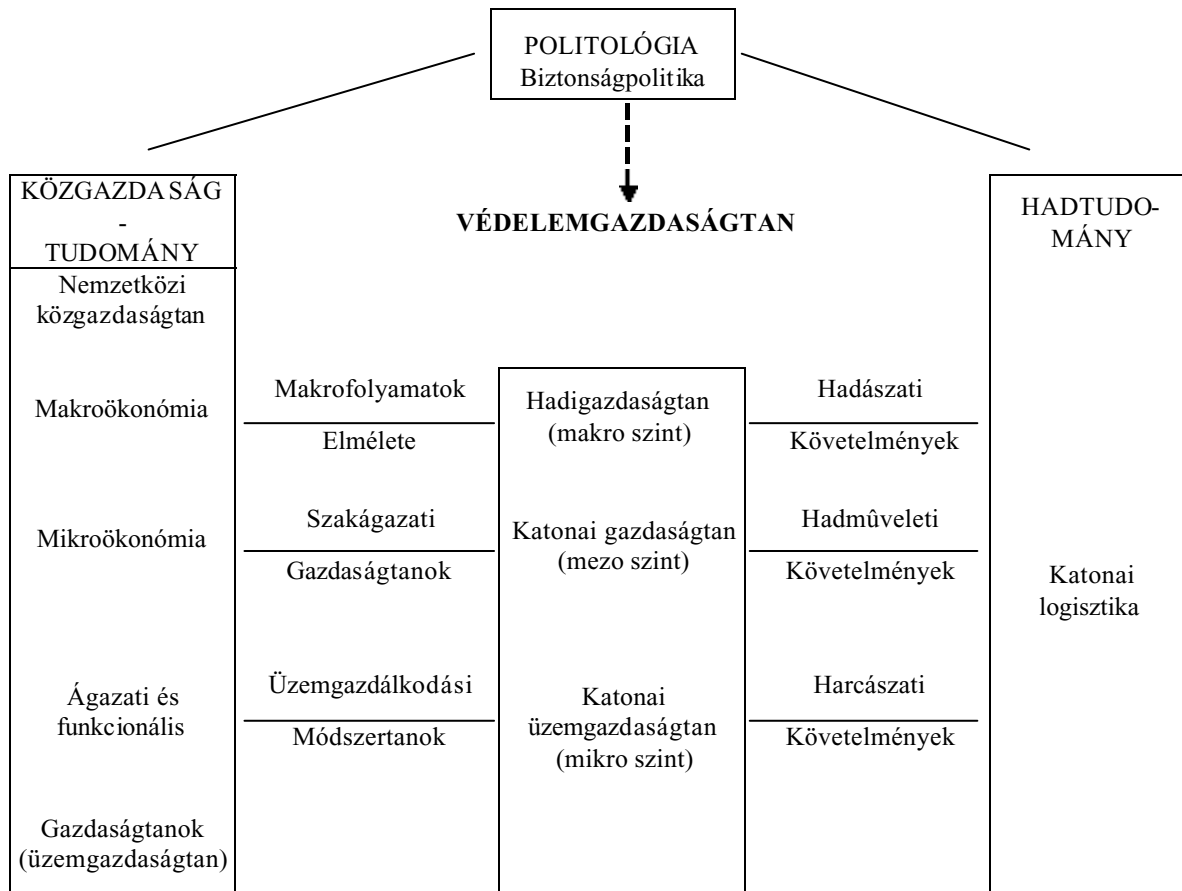 POLITOLÓGIA
Biztonságpolitika
KÖZGAZDASÁG
-
TUDOMÁNY
VÉDELEMGAZDASÁGTAN
HADTUDO-
MÁNY
Nemzetközi
közgazdaságtan
Makroökonómia
Makrofolyamatok
Elmélete
Hadigazdaságtan
(makro szint)
Hadászati
Követelmények
Mikroökonómia
Szakágazati
Gazdaságtanok
Katonai gazdaságtan
(mezo szint)
Hadmûveleti
Követelmények
Katonai
logisztika
Ágazati és
funkcionális
Üzemgazdálkodási
Módszertanok
Katonai
üzemgazdaságtan
(mikro szint)
Harcászati
Követelmények
Gazdaságtanok
(üzemgazdaságtan)